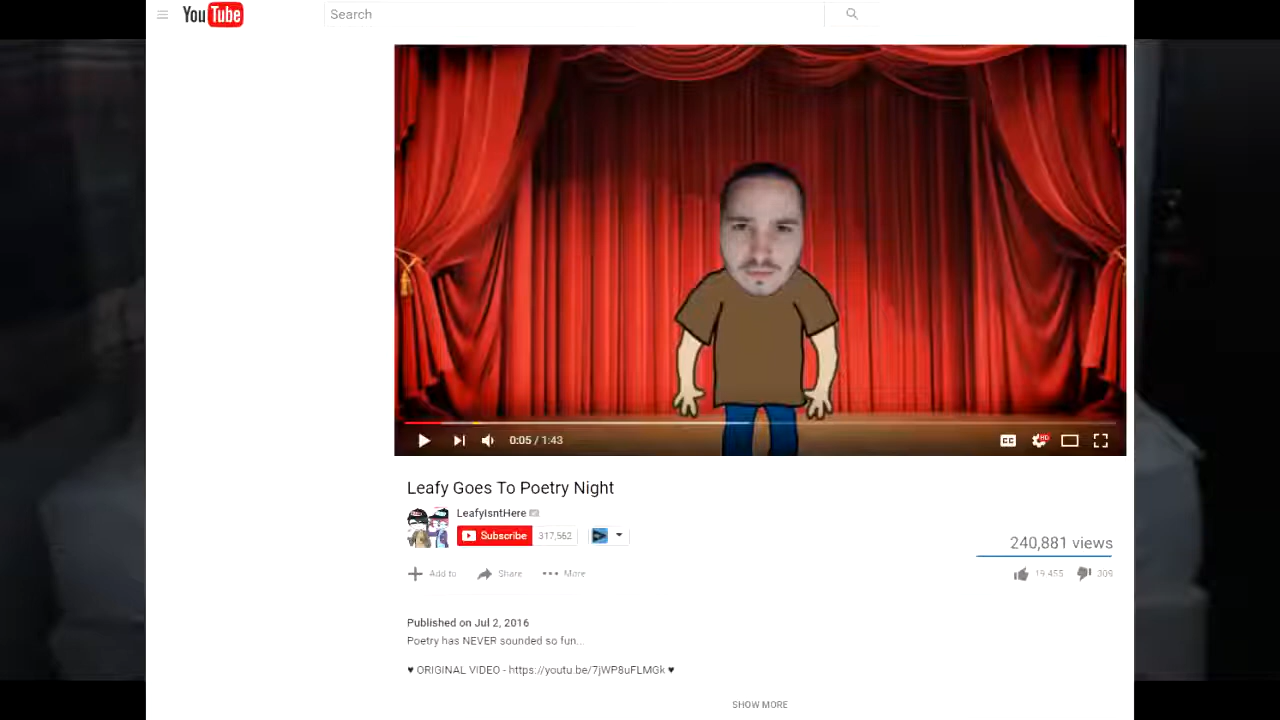 YouTube
Search
0:05 / 1:43
CC
HD
Leafy Goes To Poetry Night
LeafyIsntHere
Subscribe 317,562
240,881 views
Add to Share More
19,455 309
Published on Jul 2, 2016
Poetry has NEVER sounded so fun...
♥ ORIGINAL VIDEO - https://youtu.be/7jWP8uFLMGk ♥
SHOW MORE